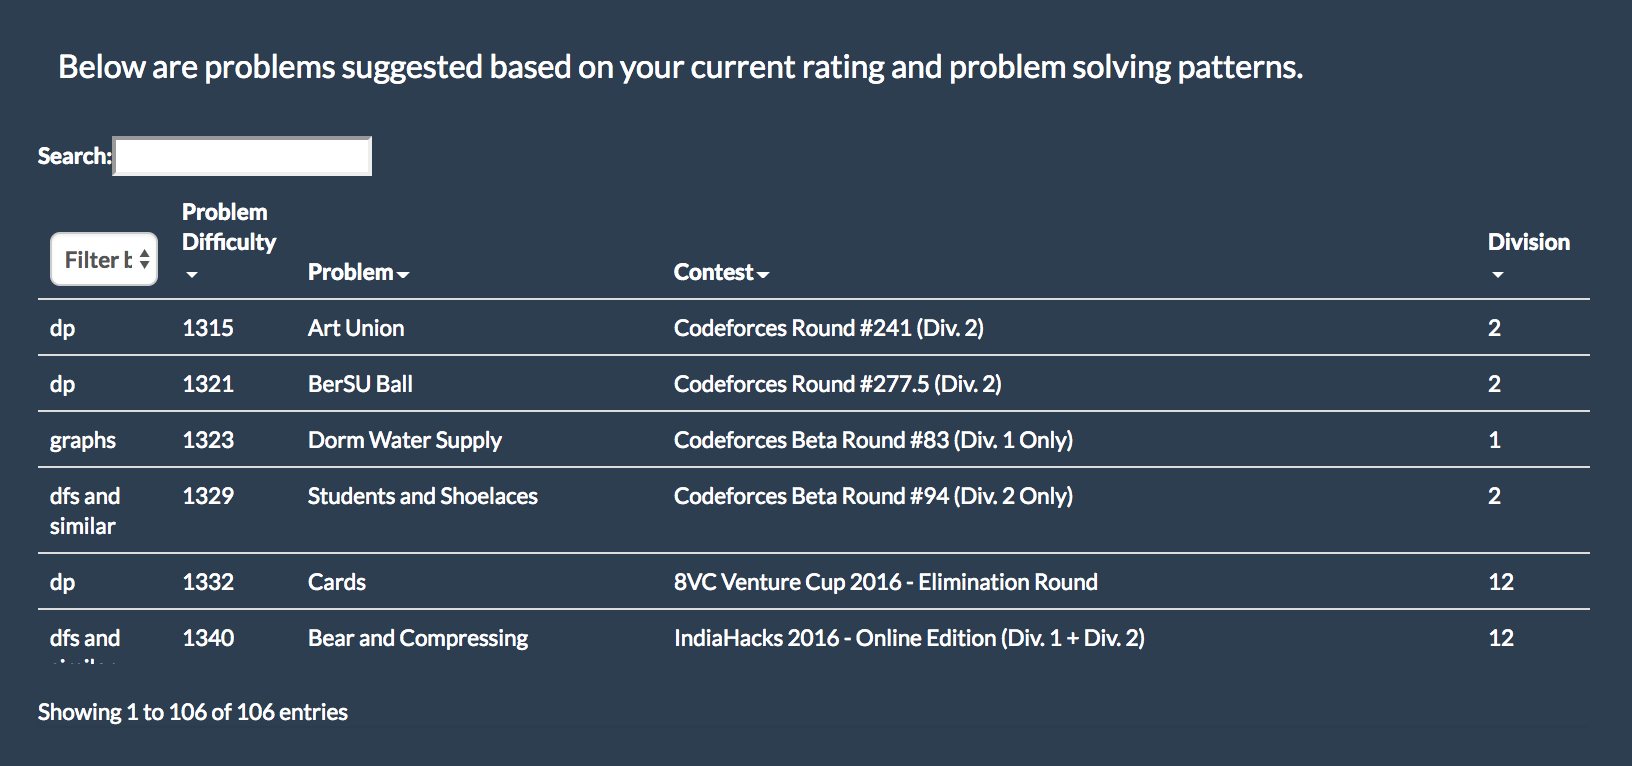 Below are problems suggested based on your current rating and problem solving patterns.
Search:
Filter b
Problem Difficulty
Problem
Contest
Division
dp 1315 Art Union Codeforces Round #241 (Div. 2) 2
dp 1321 BerSU Ball Codeforces Round #277.5 (Div. 2) 2
graphs 1323 Dorm Water Supply Codeforces Beta Round #83 (Div. 1 Only) 1
dfs and 1329 Students and Shoelaces Codeforces Beta Round #94 (Div. 2 Only) 2
similar
dp 1332 Cards 8VC Venture Cup 2016 - Elimination Round 12
dfs and 1340 Bear and Compressing IndiaHacks 2016 - Online Edition (Div. 1 + Div. 2) 12
Showing 1 to 106 of 106 entries